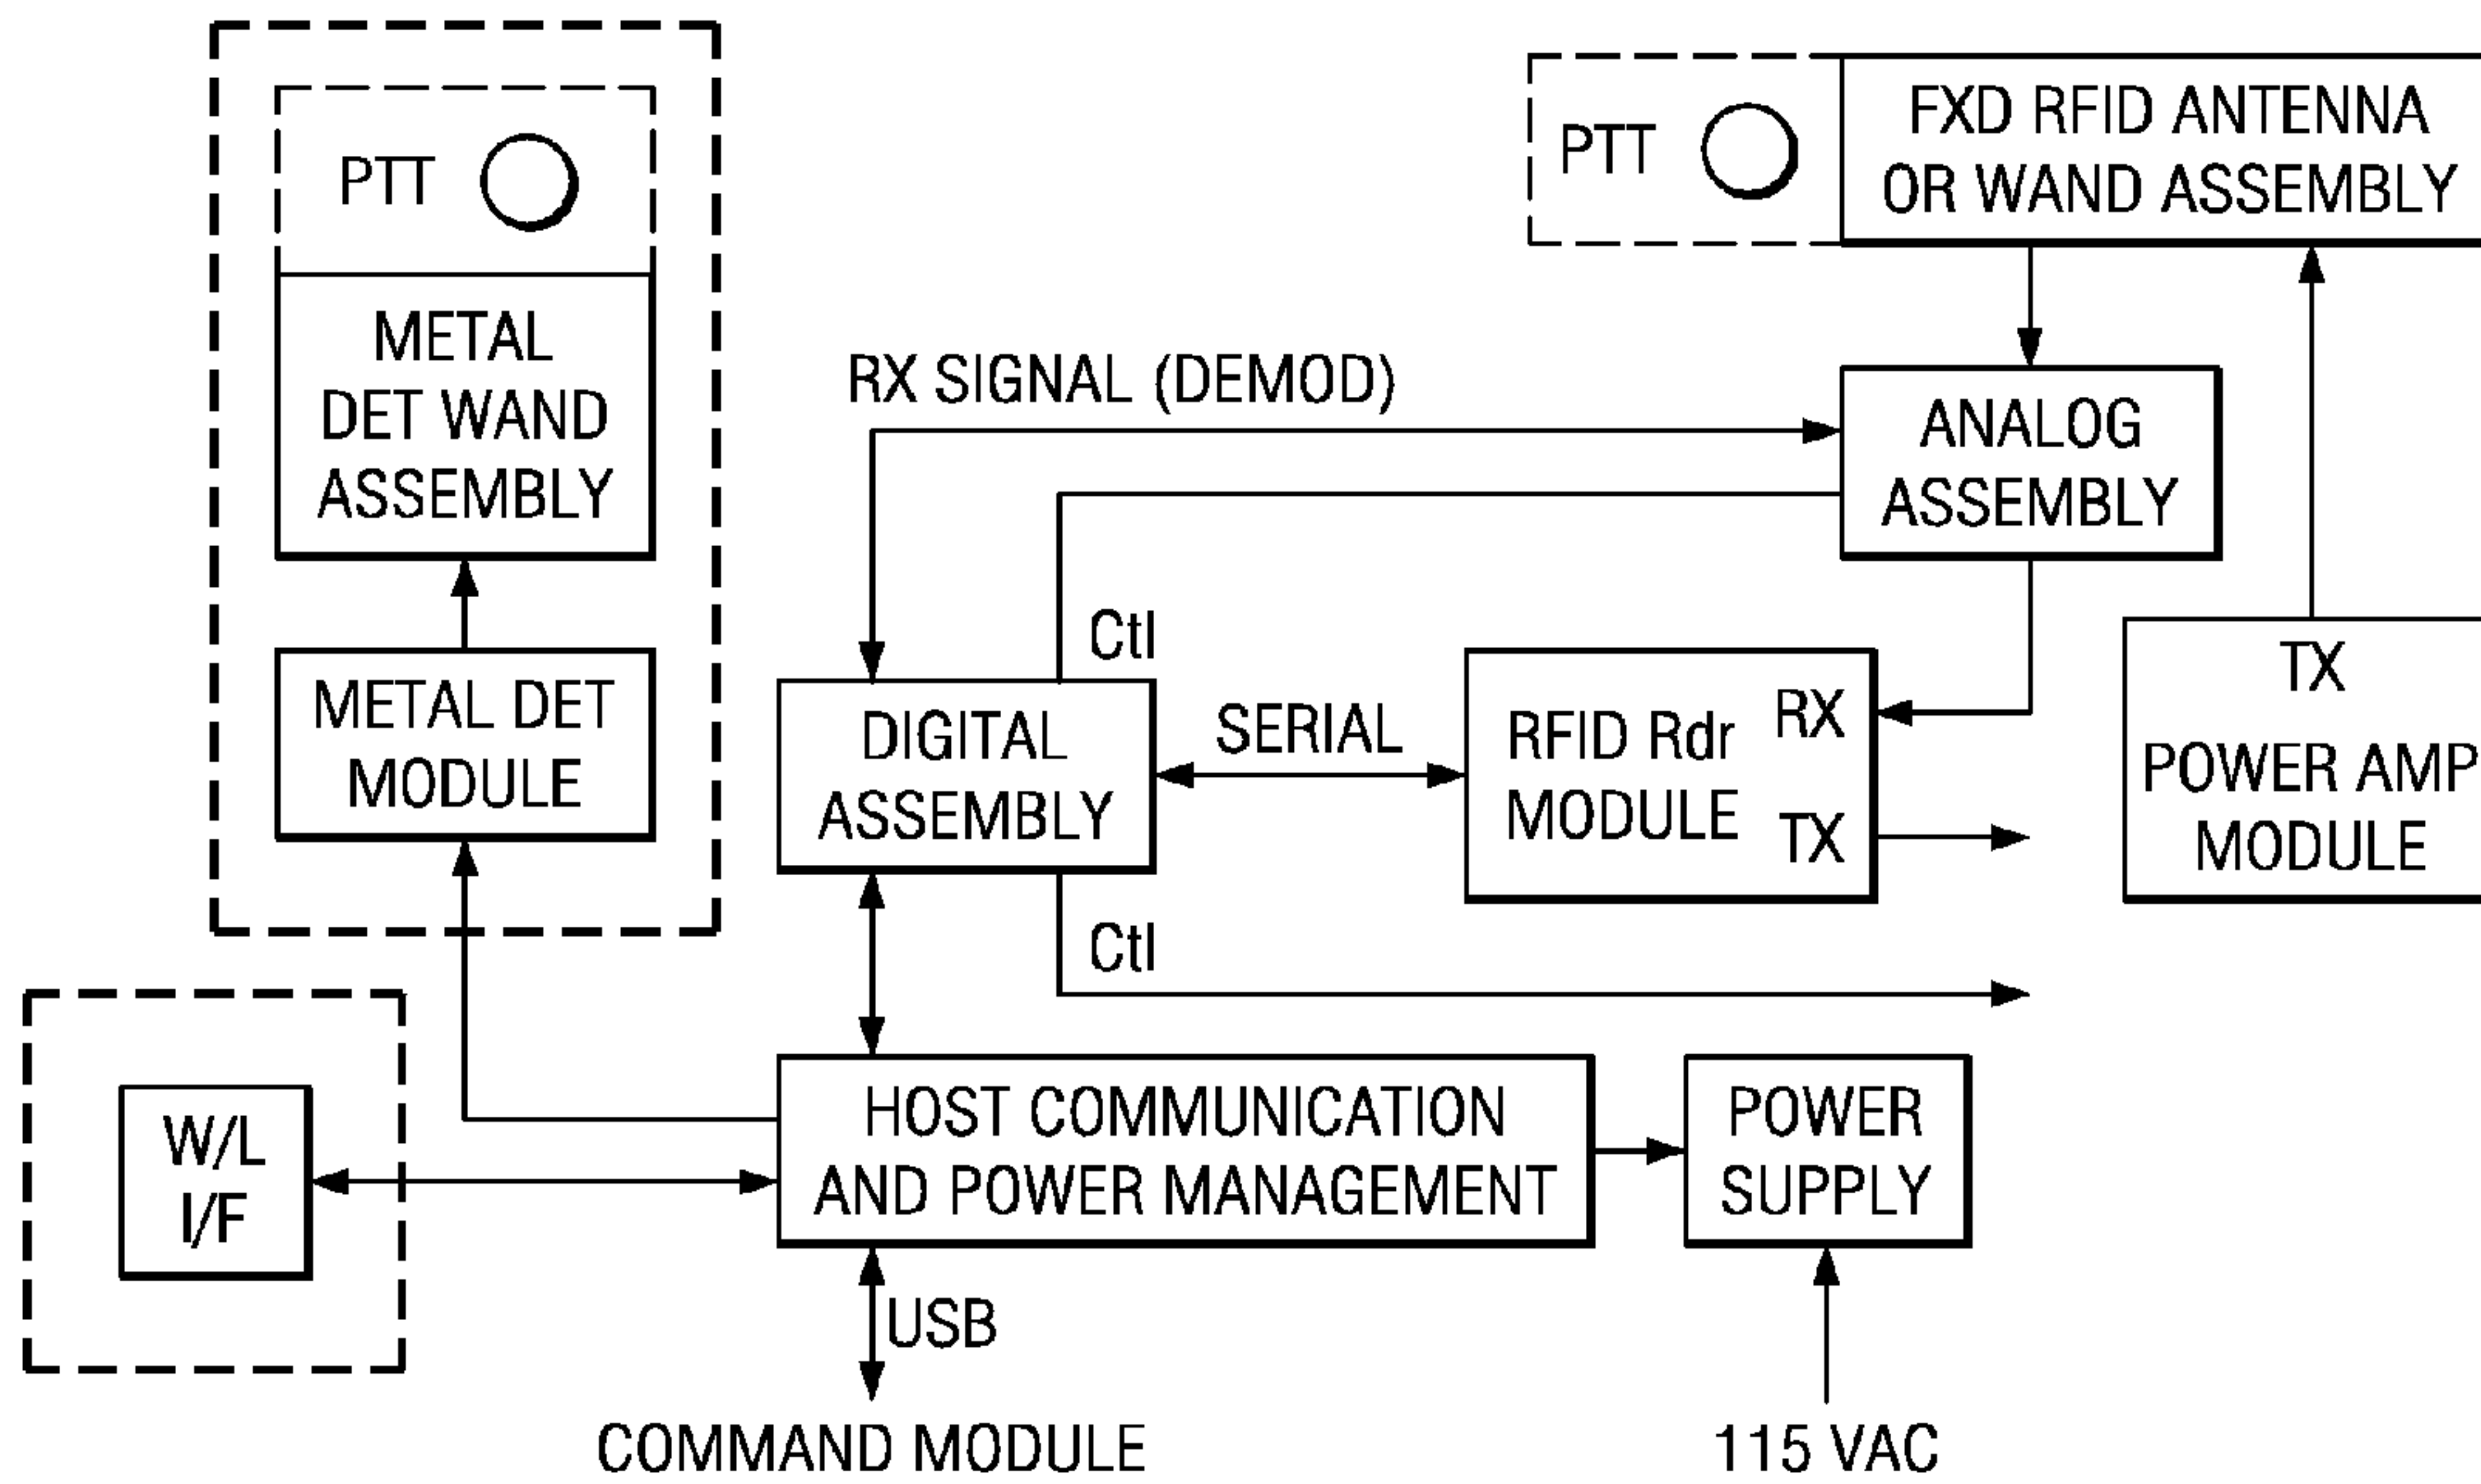 PTT
METAL
DET WAND
ASSEMBLY
METAL DET
MODULE
PTT
FXD RFID ANTENNA
OR WAND ASSEMBLY
RX SIGNAL (DEMOD)
ANALOG
ASSEMBLY
Ctl
DIGITAL
ASSEMBLY
SERIAL
RFID Rdr
MODULE
RX
TX
TX
POWER AMP
MODULE
Ctl
W/L
I/F
HOST COMMUNICATION
AND POWER MANAGEMENT
POWER
SUPPLY
USB
COMMAND MODULE
115 VAC